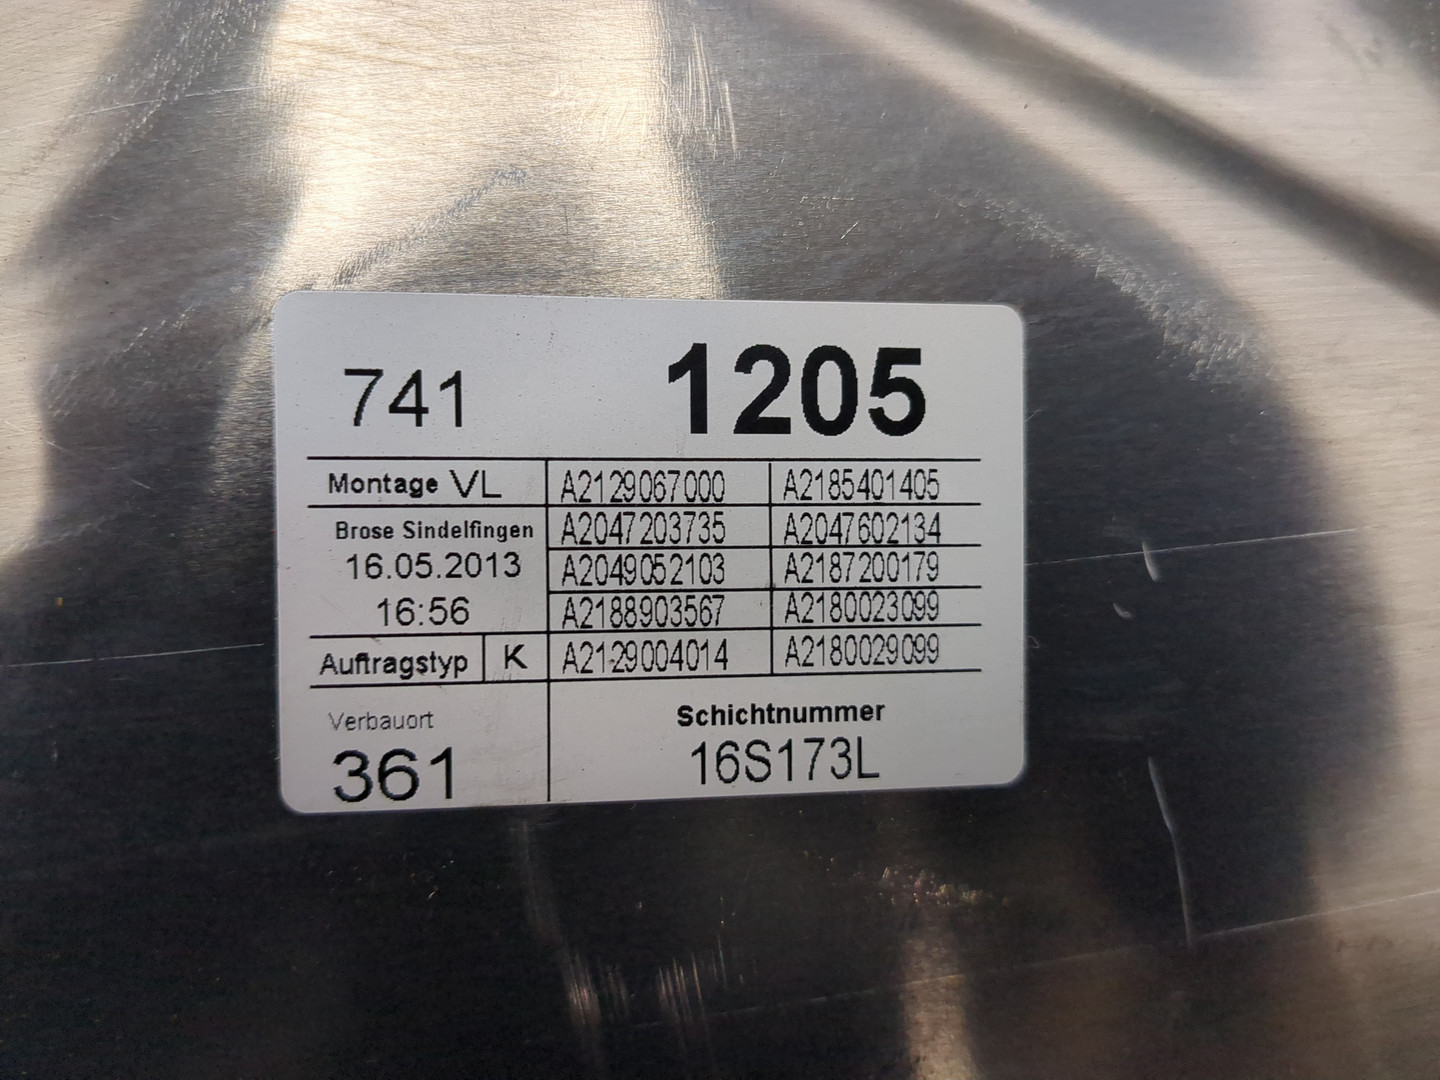 741 1205
Montage VL A2129067000 A2185401405
Brose Sindelfingen A2047203735 A2047602134
16.05.2013 A2049052103 A2187200179
16:56 A2188903567 A2180023099
Auftragstyp K A2129004014 A2180029099
Verbauort Schichtnummer
361 16S173L